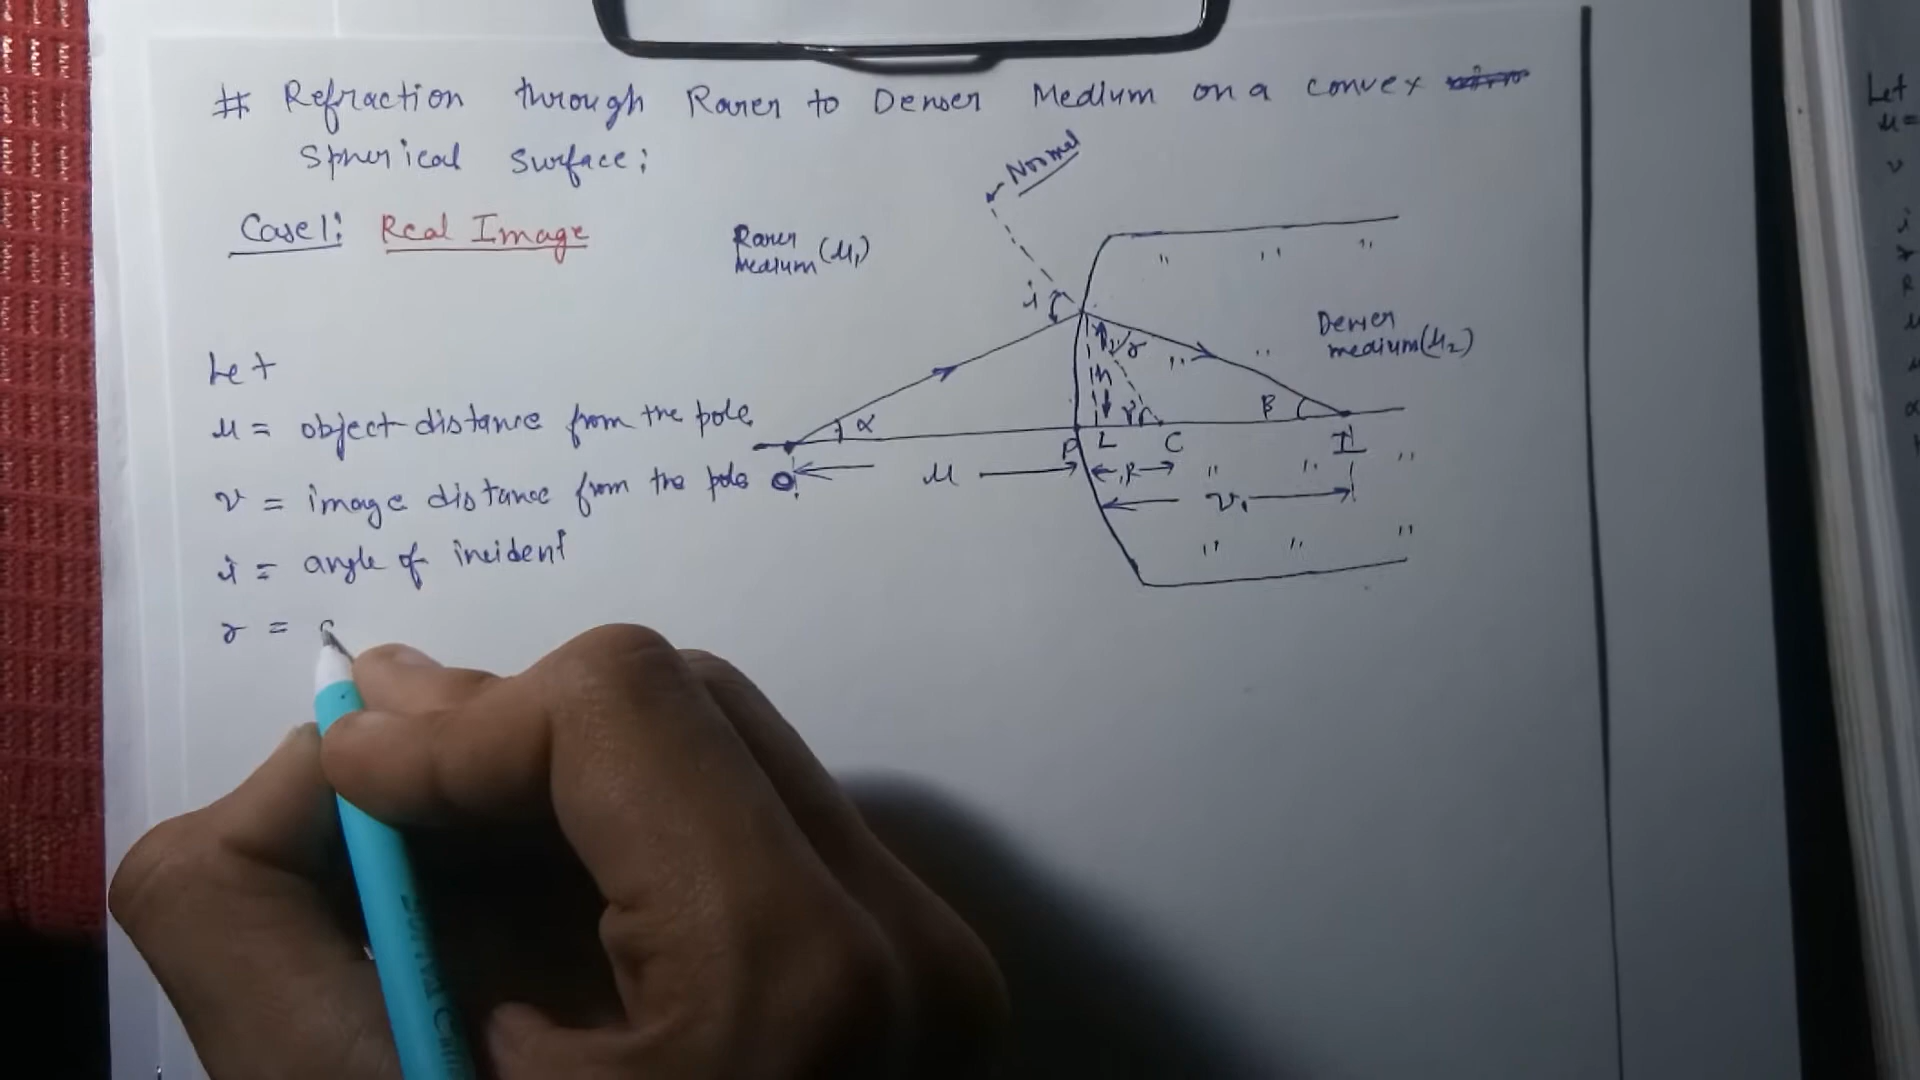 # Refraction through Rarer to Denser Medium on a convex
Spherical Surface:
Normal
Case 1: Real Image
Rarer
medium (μ₁)
i
Denser
medium (μ₂)
r
h
Let
α
γ
β
u = object distance from the pole
O
P L C I
u
R
v = image distance from the pole
v
i = angle of incident
r =
Let
u =
v
i
r
R